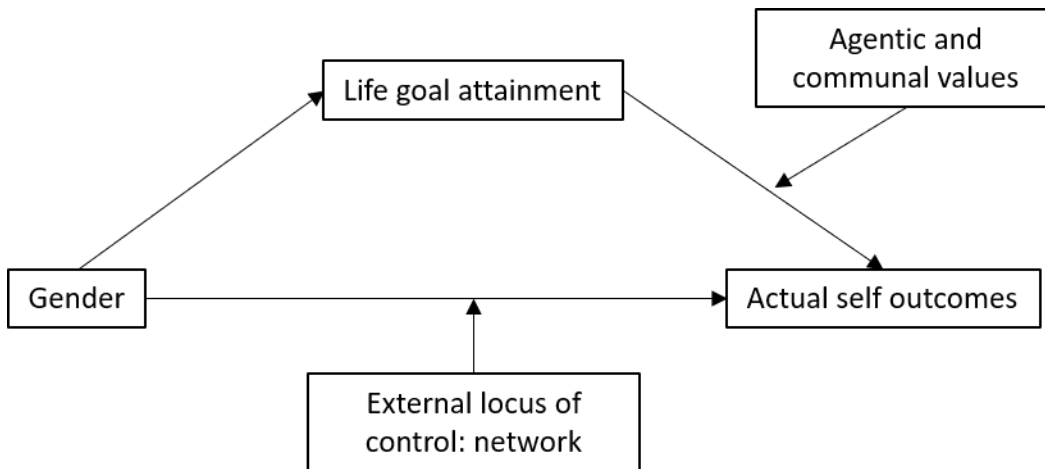 Agentic and
communal values
Life goal attainment
Gender
Actual self outcomes
External locus of
control: network